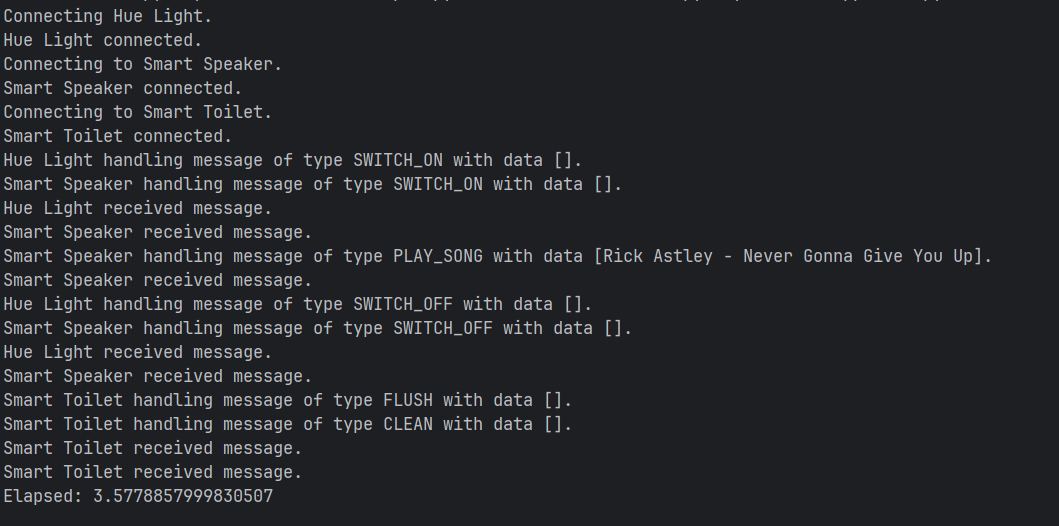 Connecting Hue Light.
Hue Light connected.
Connecting to Smart Speaker.
Smart Speaker connected.
Connecting to Smart Toilet.
Smart Toilet connected.
Hue Light handling message of type SWITCH_ON with data [].
Smart Speaker handling message of type SWITCH_ON with data [].
Hue Light received message.
Smart Speaker received message.
Smart Speaker handling message of type PLAY_SONG with data [Rick Astley - Never Gonna Give You Up].
Smart Speaker received message.
Hue Light handling message of type SWITCH_OFF with data [].
Smart Speaker handling message of type SWITCH_OFF with data [].
Hue Light received message.
Smart Speaker received message.
Smart Toilet handling message of type FLUSH with data [].
Smart Toilet handling message of type CLEAN with data [].
Smart Toilet received message.
Smart Toilet received message.
Elapsed: 3.5778857999830507